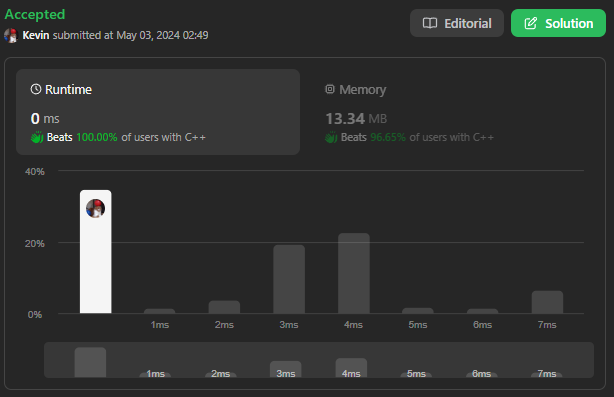 Accepted
Editorial
Solution
Kevin submitted at May 03, 2024 02:49
Runtime
Memory
0 ms
13.34 MB
Beats 100.00% of users with C++
Beats 96.65% of users with C++
40%
20%
0%
1ms 2ms 3ms 4ms 5ms 6ms 7ms
1ms 2ms 3ms 4ms 5ms 6ms 7ms